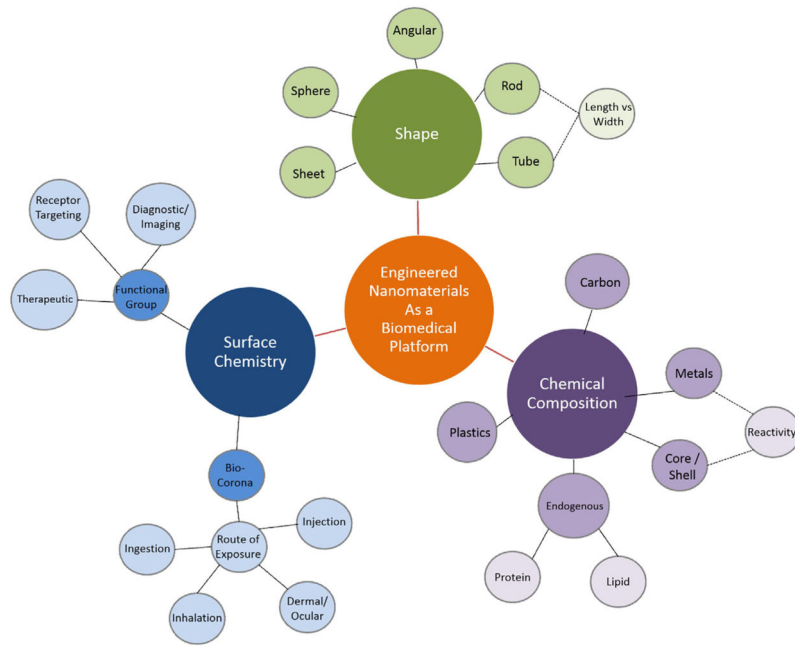 Angular
Sphere
Rod
Length vs
Width
Shape
Sheet
Tube
Receptor
Targeting
Diagnostic/
Imaging
Therapeutic
Functional
Group
Surface
Chemistry
Engineered
Nanomaterials
As a
Biomedical
Platform
Carbon
Chemical
Composition
Metals
Plastics
Reactivity
Core /
Shell
Endogenous
Protein
Lipid
Bio-
Corona
Injection
Ingestion
Route of
Exposure
Inhalation
Dermal/
Ocular